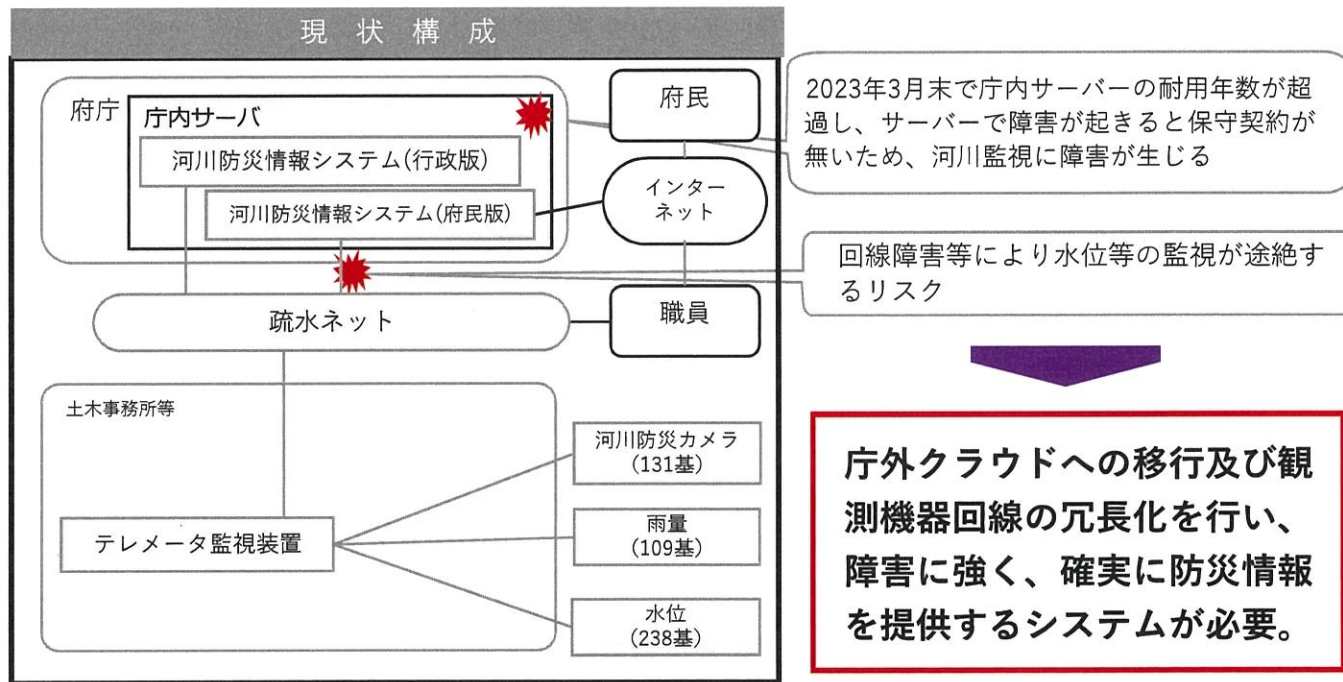 現状構成
府庁
庁内サーバ
河川防災情報システム(行政版)
河川防災情報システム(府民版)
府民
インター
ネット
職員
疏水ネット
土木事務所等
テレメータ監視装置
河川防災カメラ
(131基)
雨量
(109基)
水位
(238基)
2023年3月末で庁内サーバーの耐用年数が超
過し、サーバーで障害が起きると保守契約が
無いため、河川監視に障害が生じる
回線障害等により水位等の監視が途絶す
るリスク
庁外クラウドへの移行及び観
測機器回線の冗長化を行い、
障害に強く、確実に防災情報
を提供するシステムが必要。